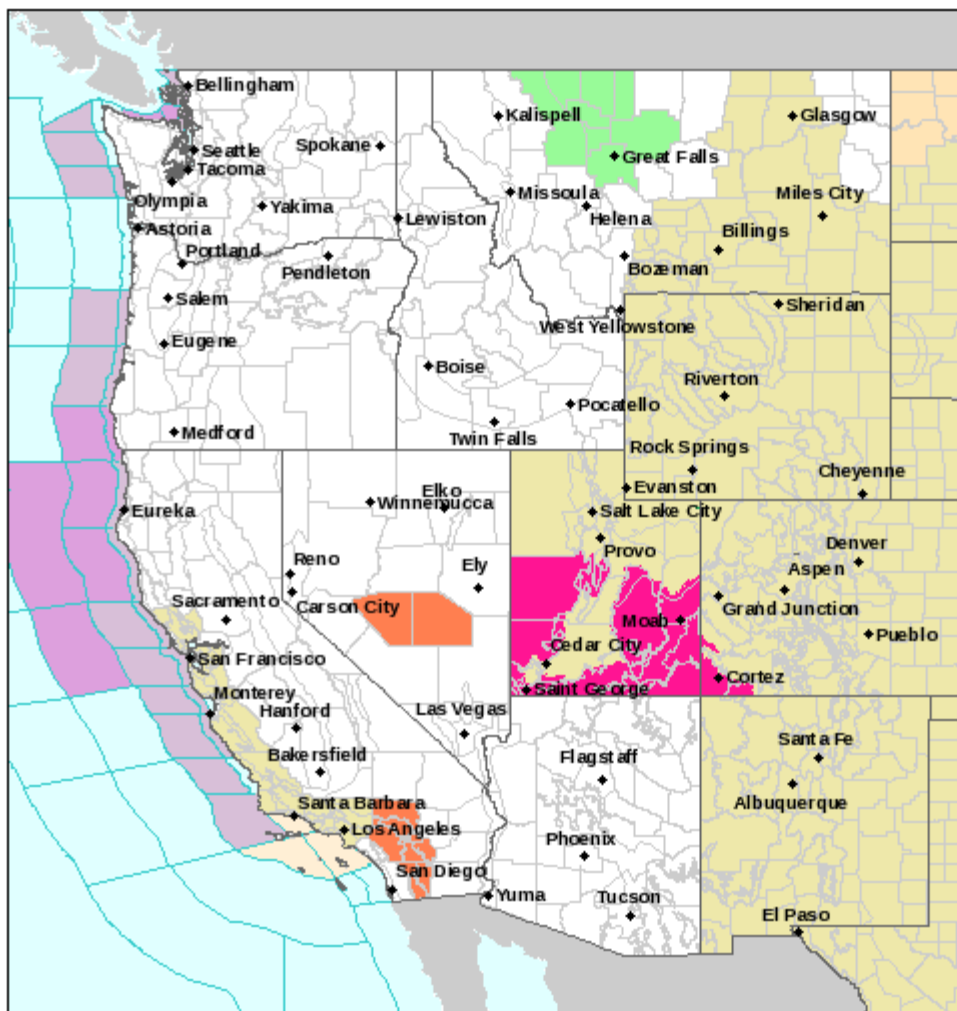 Bellingham
Kalispell
Glasgow
Spokane
Seattle
Great Falls
Tacoma
Missoula
Miles City
Olympia
Yakima
Helena
Lewiston
Astoria
Billings
Portland
Pendleton
Bozeman
Salem
Sheridan
West Yellowstone
Eugene
Boise
Riverton
Pocatello
Medford
Twin Falls
Rock Springs
Cheyenne
Elko
Winnemucca
Evanston
Eureka
Salt Lake City
Provo
Denver
Reno
Ely
Aspen
Sacramento
Carson City
Grand Junction
Moab
Pueblo
Cedar City
San Francisco
Cortez
Saint George
Monterey
Hanford
Las Vegas
Santa Fe
Bakersfield
Flagstaff
Albuquerque
Santa Barbara
Los Angeles
Phoenix
San Diego
Yuma
Tucson
El Paso